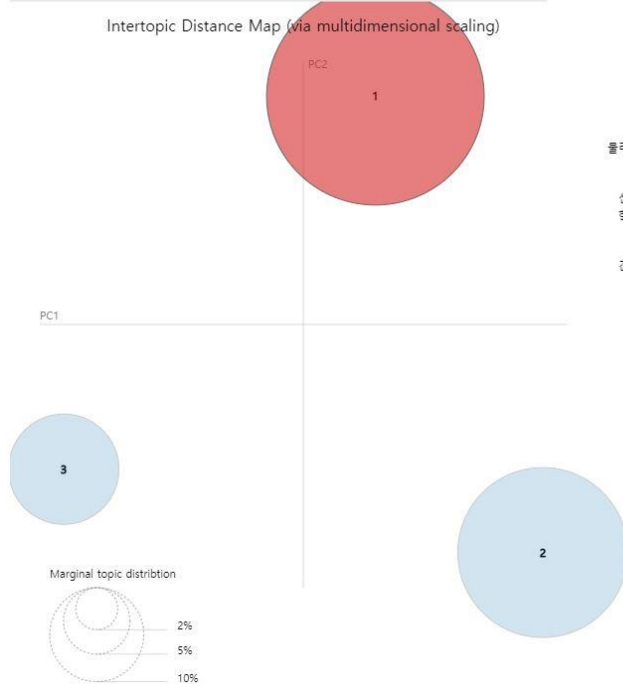 Intertopic Distance Map (via multidimensional scaling)
PC2
1
PC1
3
2
Marginal topic distribtion
2%
5%
10%